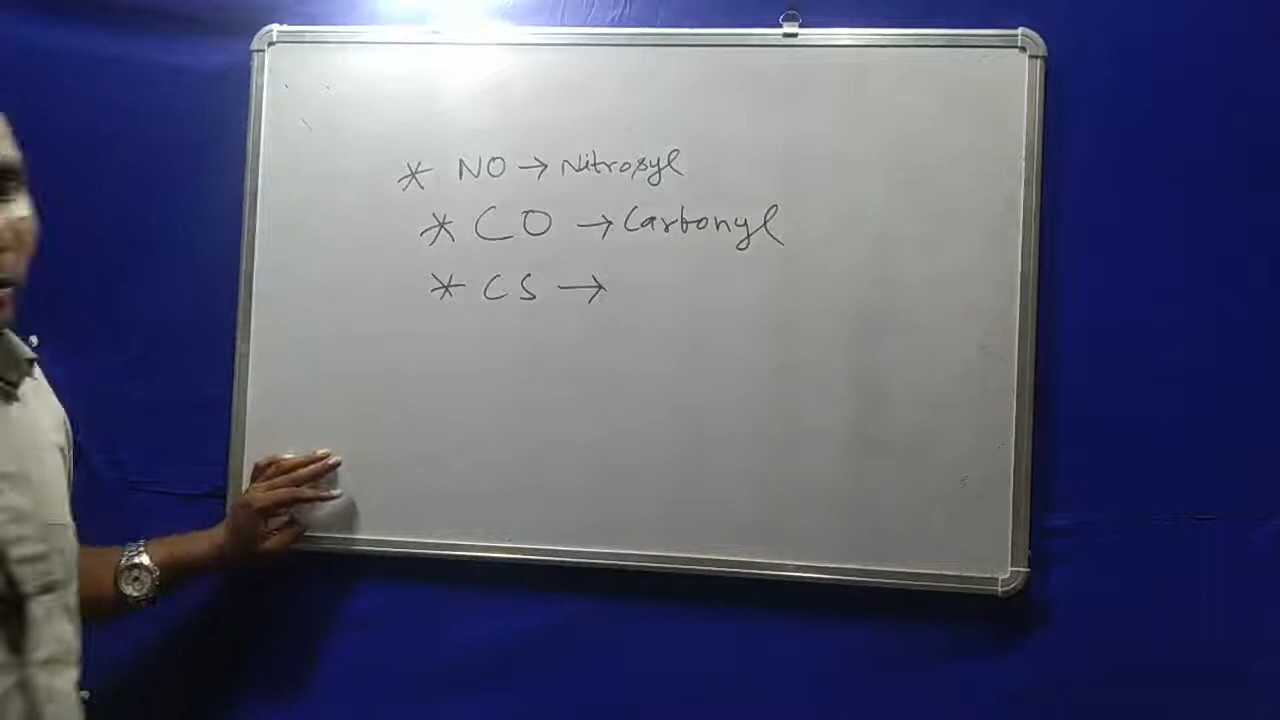 * NO → Nitrosyl
* CO → Carbonyl
* CS →